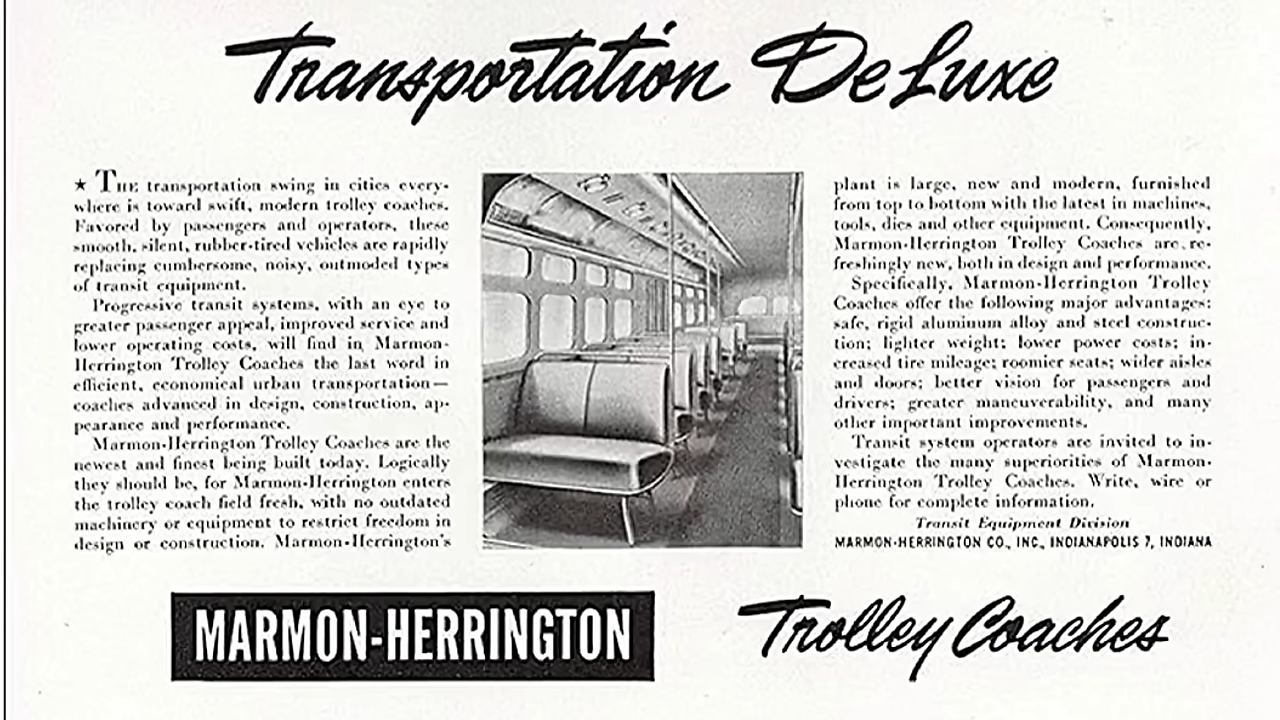 Transportation De Luxe
★ THE transportation swing in cities every-
where is toward swift, modern trolley coaches.
Favored by passengers and operators, these
smooth, silent, rubber-tired vehicles are rapidly
replacing cumbersome, noisy, outmoded types
of transit equipment.
Progressive transit systems, with an eye to
greater passenger appeal, improved service and
lower operating costs, will find in Marmon-
Herrington Trolley Coaches the last word in
efficient, economical urban transportation—
coaches advanced in design, construction, ap-
pearance and performance.
Marmon-Herrington Trolley Coaches are the
newest and finest being built today. Logically
they should be, for Marmon-Herrington enters
the trolley coach field fresh, with no outdated
machinery or equipment to restrict freedom in
design or construction. Marmon-Herrington's
plant is large, new and modern, furnished
from top to bottom with the latest in machines,
tools, dies and other equipment. Consequently,
Marmon-Herrington Trolley Coaches are re-
freshingly new, both in design and performance.
Specifically, Marmon-Herrington Trolley
Coaches offer the following major advantages:
safe, rigid aluminum alloy and steel construc-
tion; lighter weight; lower power costs; in-
creased tire mileage; roomier seats; wider aisles
and doors; better vision for passengers and
drivers; greater maneuverability, and many
other important improvements.
Transit system operators are invited to in-
vestigate the many superiorities of Marmon-
Herrington Trolley Coaches. Write, wire or
phone for complete information.
Transit Equipment Division
MARMON-HERRINGTON CO., INC., INDIANAPOLIS 7, INDIANA
MARMON-HERRINGTON
Trolley Coaches